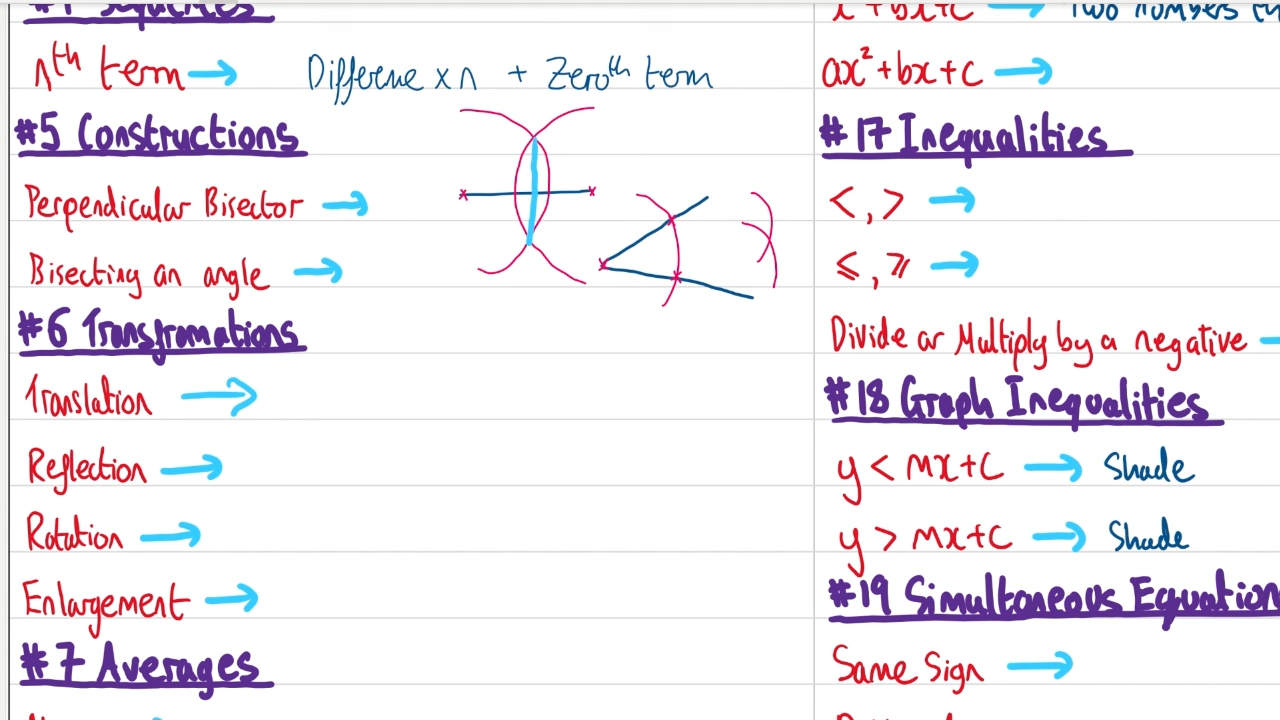 nth term → Differne x n + Zeroth term
#5 Constructions
Perpendicular Bisector →
Bisecting an angle →
#6 Transfromations
Translation →
Reflection →
Rotation →
Enlargement →
#7 Averages
ax²+bx+c →
#17 Inequalities
<, > →
≤, ≥ →
Divide or Multiply by a negative
#18 Graph Inequalities
y < mx+c → Shade
y > mx+c → Shade
#19 Simultaneous Equation
Same Sign →